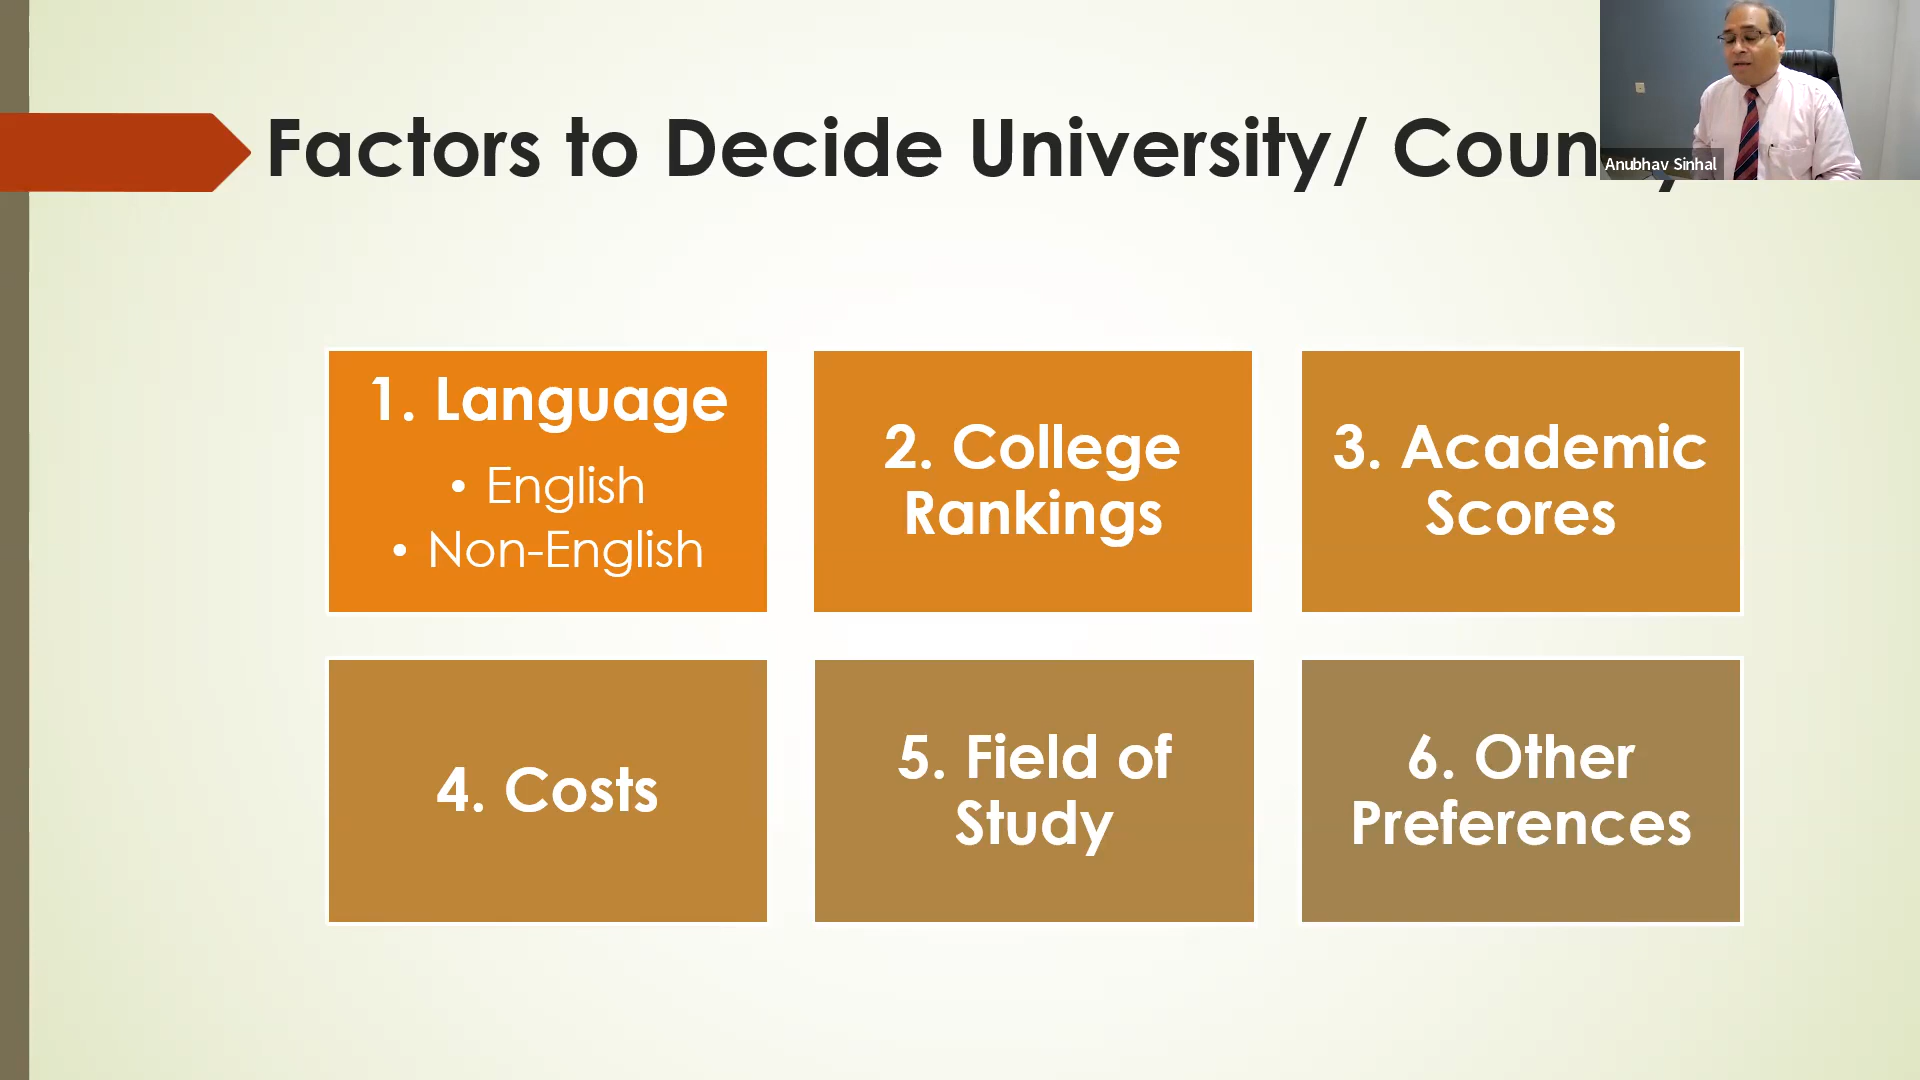 Factors to Decide University/ Coun
Anubhav Sinhal
1. Language
• English
• Non-English
2. College
Rankings
3. Academic
Scores
4. Costs
5. Field of
Study
6. Other
Preferences